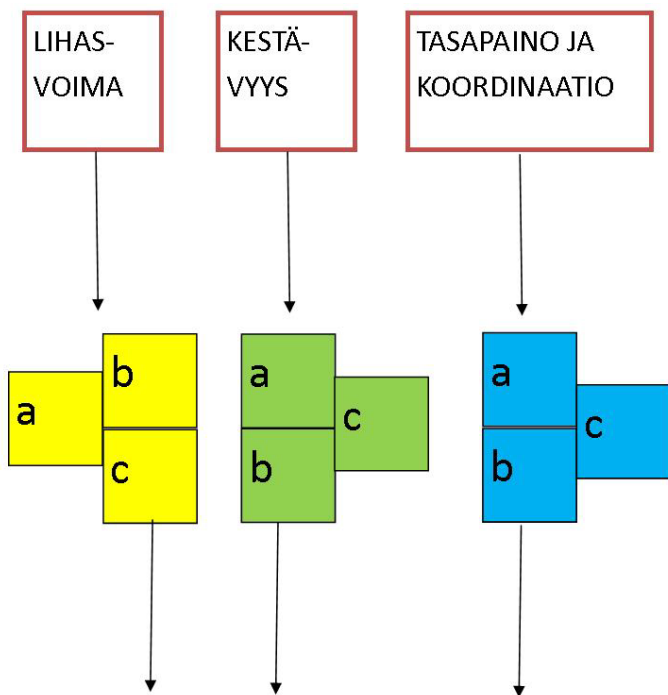 LIHAS-
VOIMA
KESTÄ-
VYYS
TASAPAINO JA
KOORDINAATIO
a
b
c
a
b
c
a
b
c